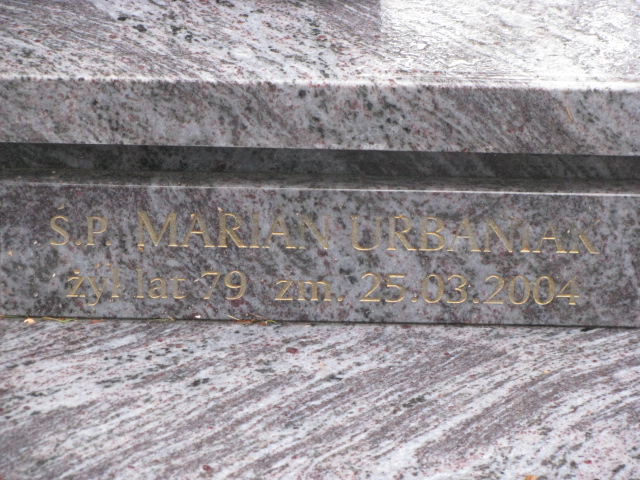 Ś.P. MARIAN URBANIAK
żył lat 79 zm. 25.03.2004